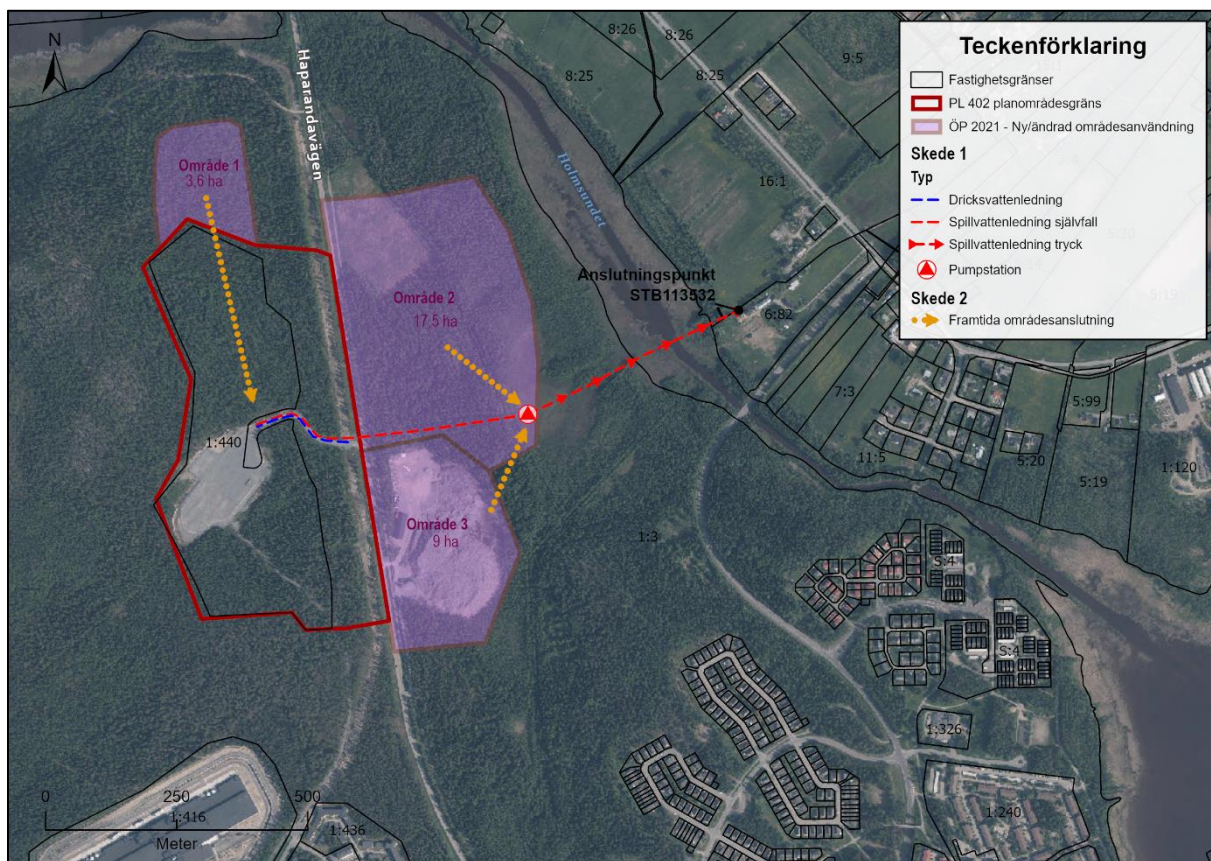 N
Haparandavägen
Holmsundet
8:26
8:26
8:25
8:25
9:5
16:1
Område 1
3,6 ha
Område 2
17,5 ha
Område 3
9 ha
Anslutningspunkt
STB113532
6:82
7:3
11:5
5:99
5:20
5:19
5:19
1:120
1:440
1:3
S:4
S:4
1:326
1:240
1:416
1:436
0 250 500
Meter
Teckenförklaring
Fastighetsgränser
PL 402 planområdesgräns
ÖP 2021 - Ny/ändrad områdesanvändning
Skede 1
Typ
Dricksvattenledning
Spillvattenledning självfall
Spillvattenledning tryck
Pumpstation
Skede 2
Framtida områdesanslutning